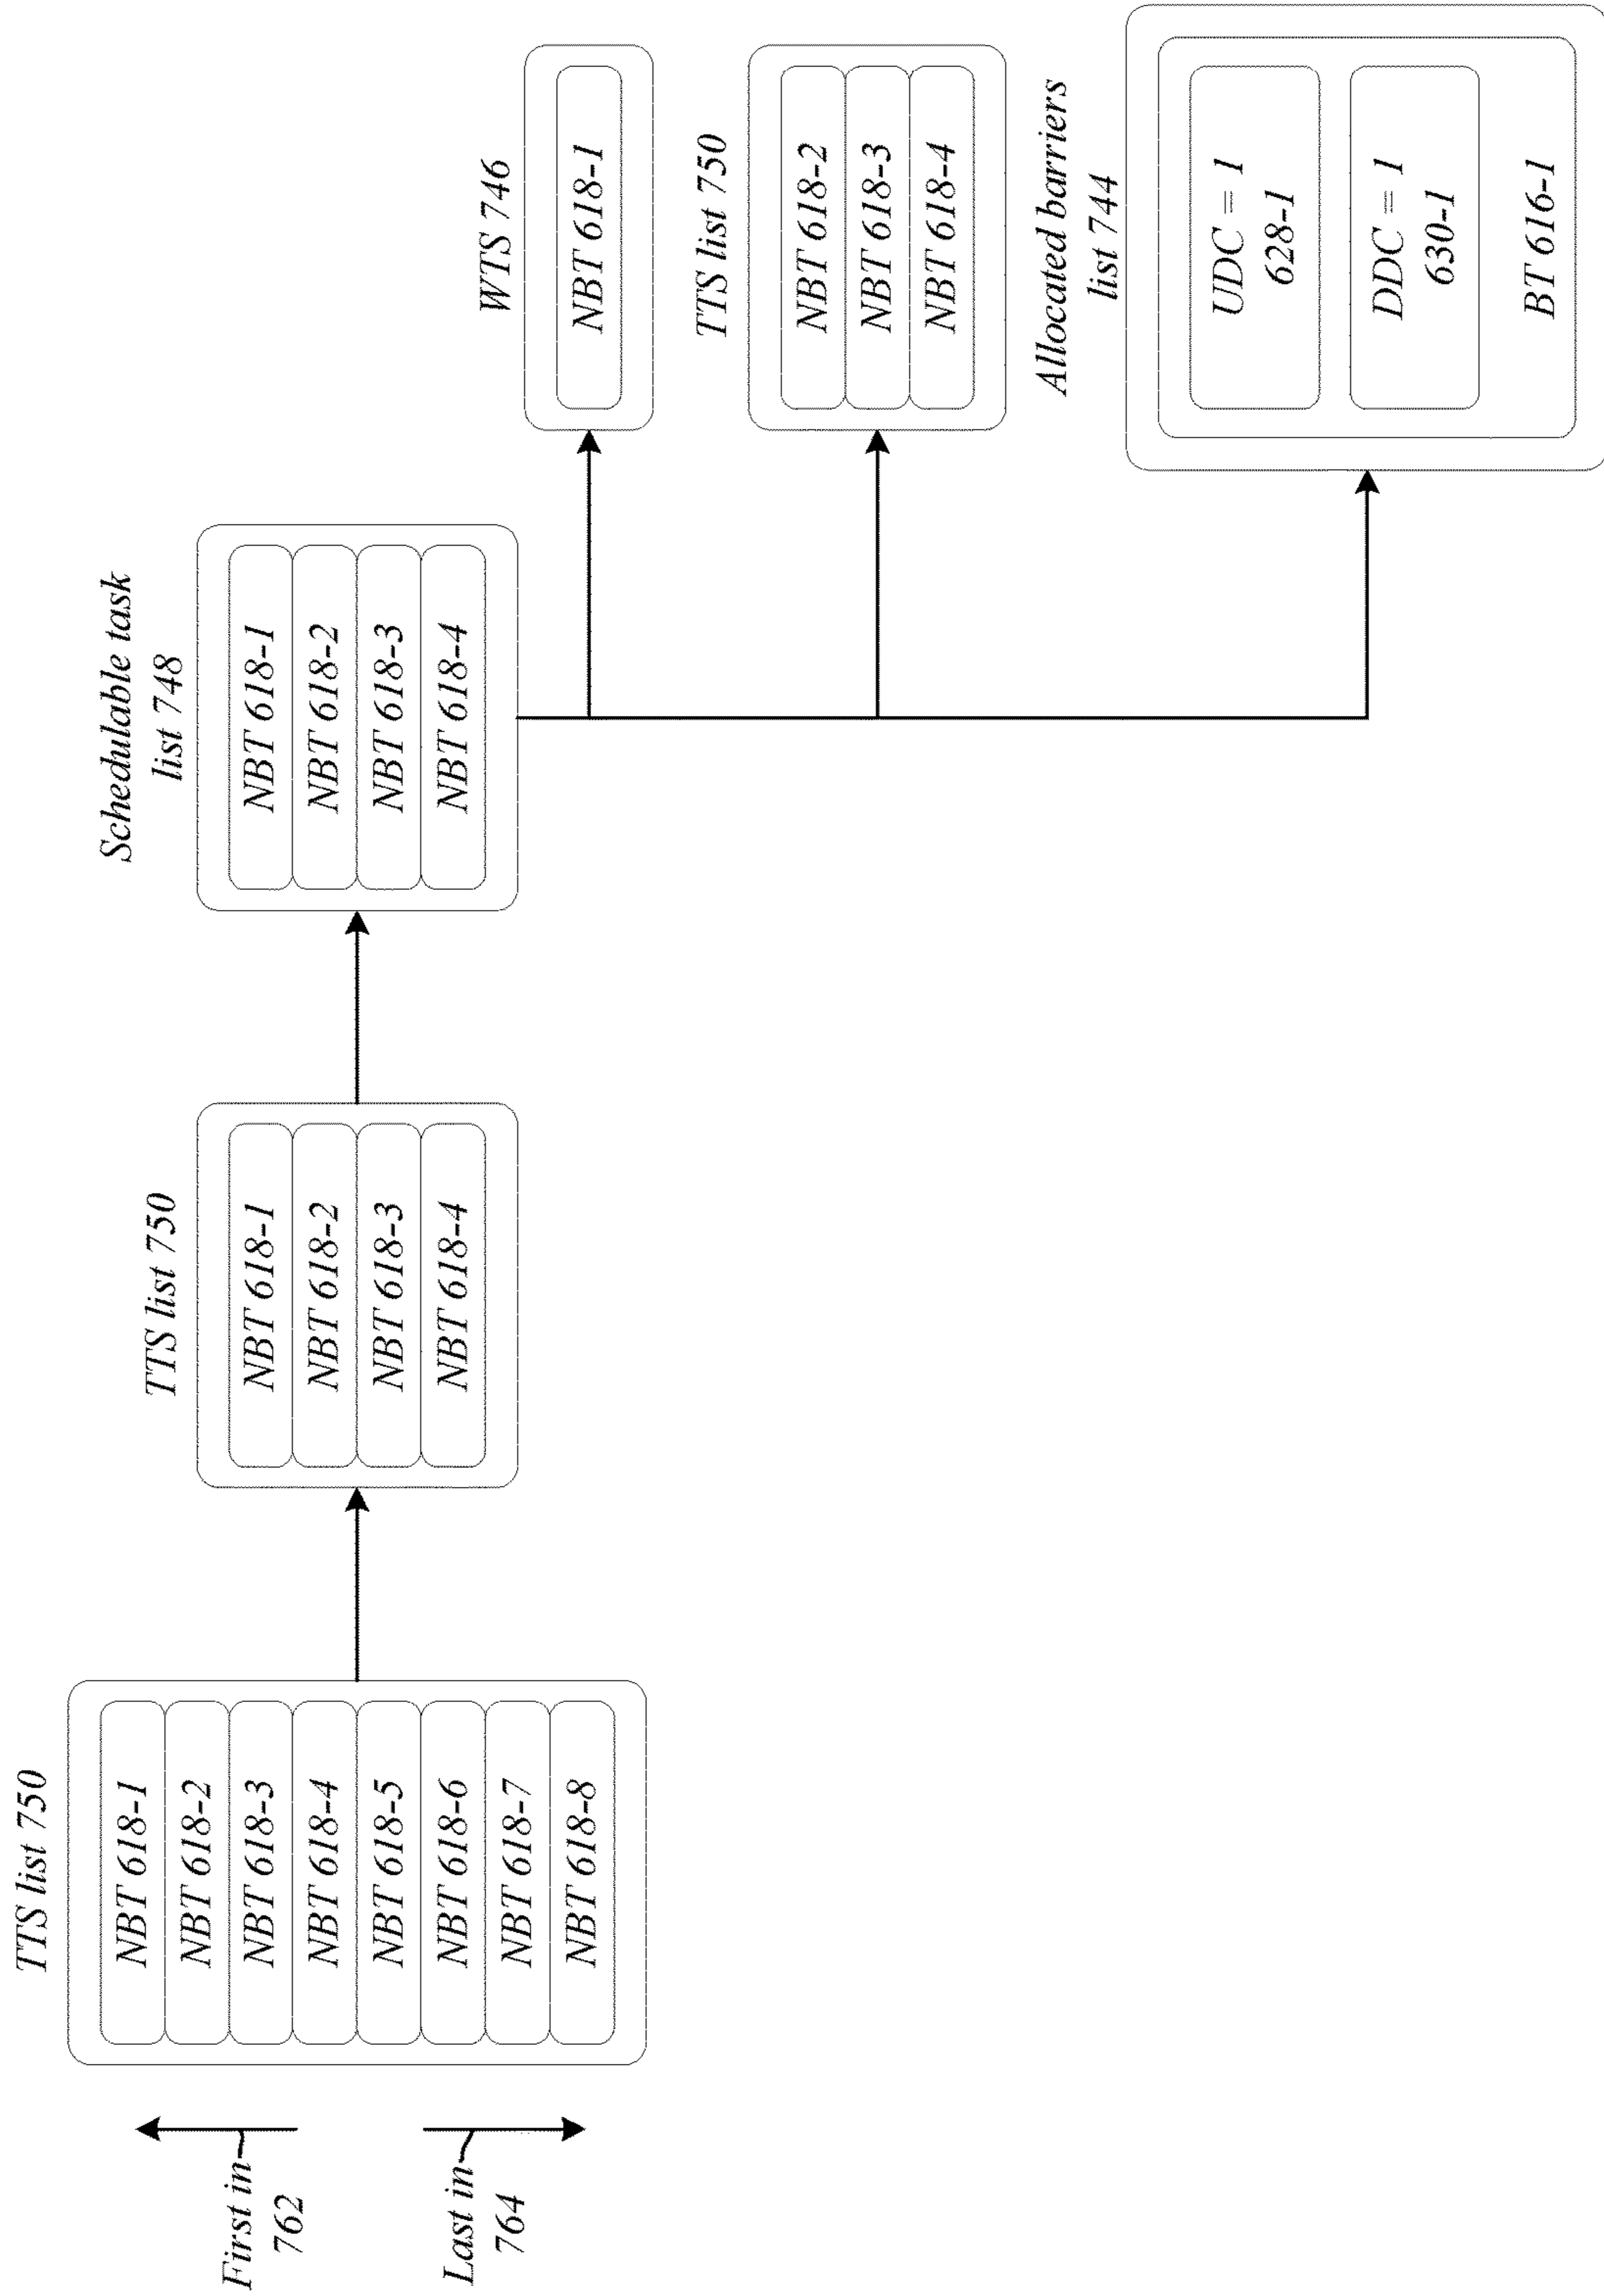 First in
762
Last in
764
TTS list 750
NBT 618-1
NBT 618-2
NBT 618-3
NBT 618-4
NBT 618-5
NBT 618-6
NBT 618-7
NBT 618-8
TTS list 750
NBT 618-1
NBT 618-2
NBT 618-3
NBT 618-4
Schedulable task
list 748
NBT 618-1
NBT 618-2
NBT 618-3
NBT 618-4
WTS 746
NBT 618-1
TTS list 750
NBT 618-2
NBT 618-3
NBT 618-4
Allocated barriers
list 744
UDC = 1
628-1
DDC = 1
630-1
BT 616-1